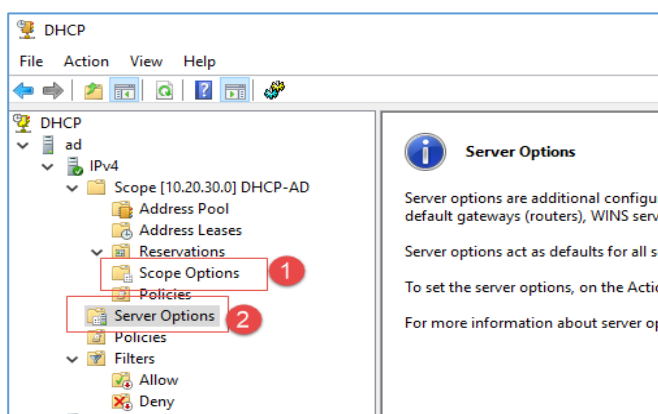 DHCP
File Action View Help
DHCP
ad
IPv4
Scope [10.20.30.0] DHCP-AD
Address Pool
Address Leases
Reservations
Scope Options
1
Policies
Server Options
2
Policies
Filters
Allow
Deny
Server Options
Server options are additional configu
default gateways (routers), WINS serv
Server options act as defaults for all s
To set the server options, on the Actio
For more information about server op